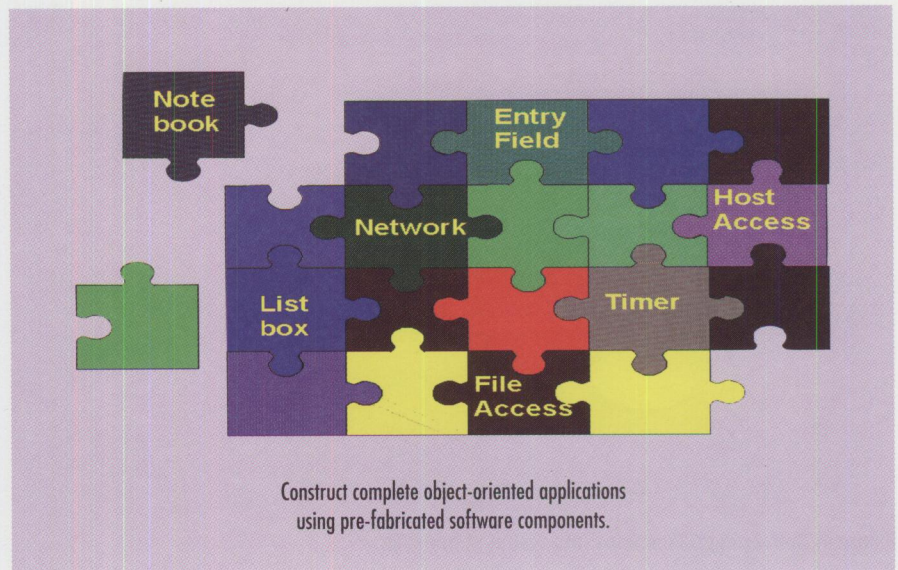 Note
book
Entry
Field
Network
Host
Access
List
box
Timer
File
Access
Construct complete object-oriented applications
using pre-fabricated software components.